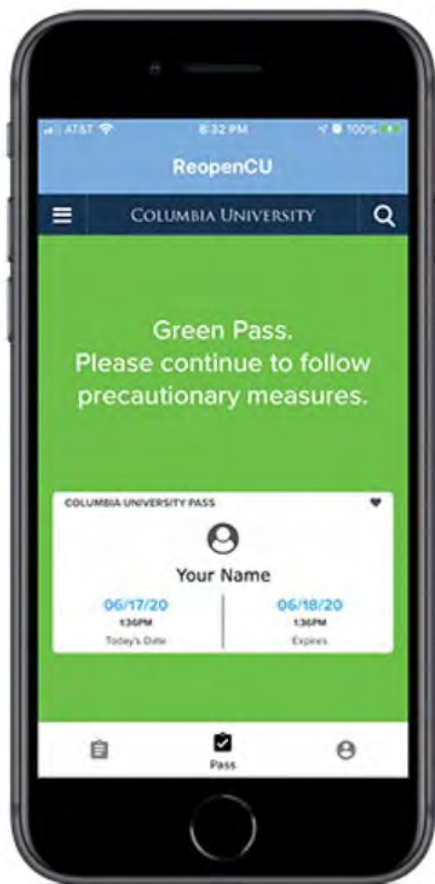 AT&T 8:32 PM 100%
ReopenCU
COLUMBIA UNIVERSITY
Green Pass.
Please continue to follow
precautionary measures.
COLUMBIA UNIVERSITY PASS
Your Name
06/17/20 06/18/20
1:36PM 1:36PM
Today's Date Expires
Pass